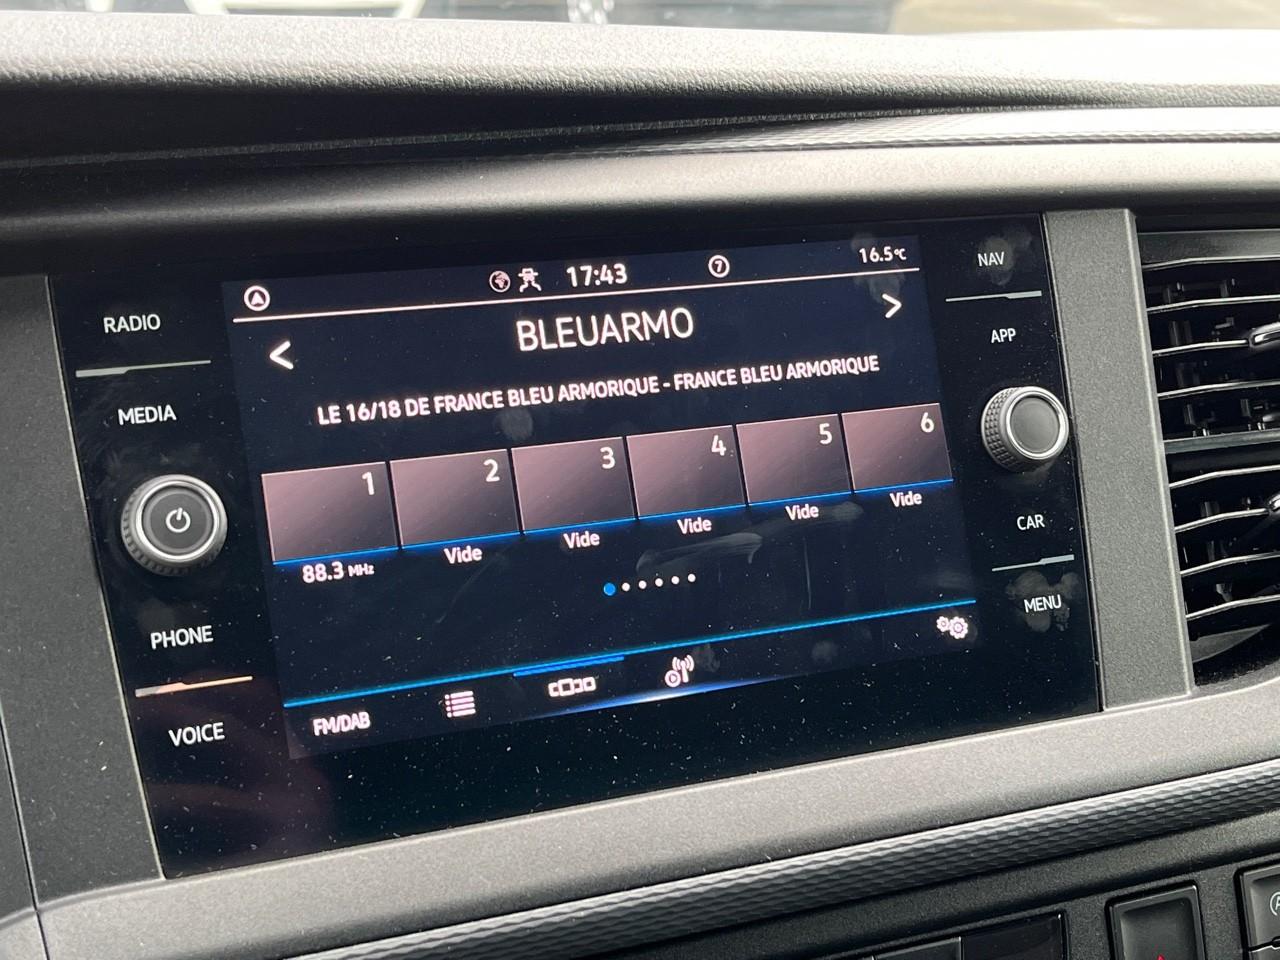 RADIO
MEDIA
PHONE
VOICE
17:43
7
16.5°C
BLEUARMO
LE 16/18 DE FRANCE BLEU ARMORIQUE - FRANCE BLEU ARMORIQUE
1 2 3 4 5 6
88.3 MHz Vide Vide Vide Vide Vide
FM/DAB
NAV
APP
CAR
MENU